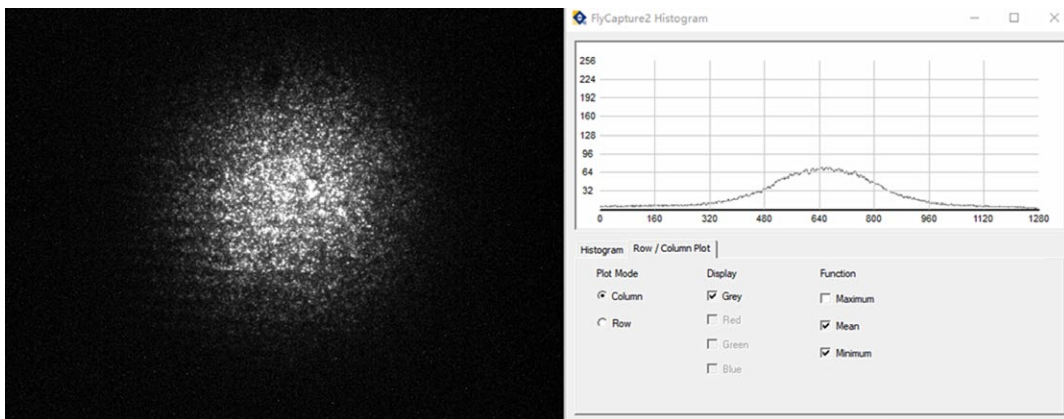 FlyCapture2 Histogram
256
224
192
160
128
96
64
32
0 160 320 480 640 800 960 1120 1280
Histogram Row / Column Plot
Plot Mode Display Function
Column Grey Maximum
Row Red Mean
Green Minimum
Blue